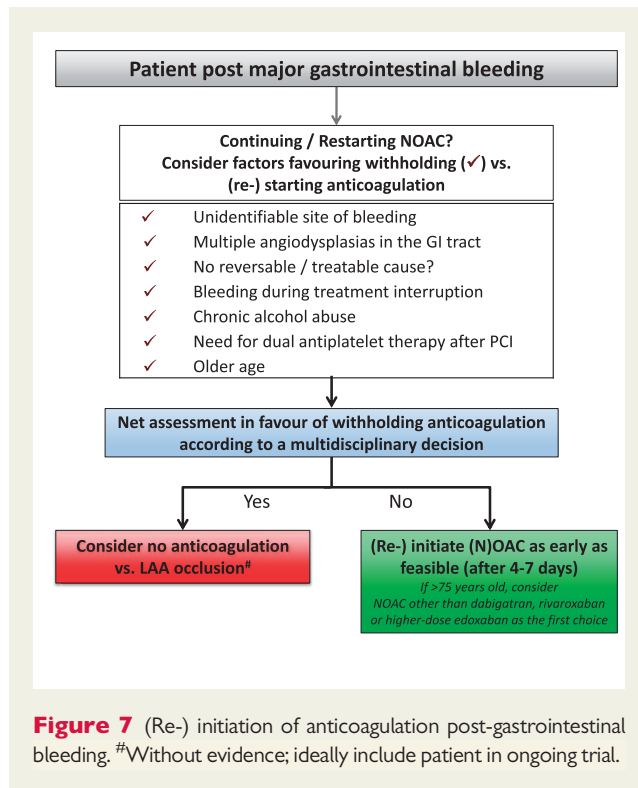 Patient post major gastrointestinal bleeding
Continuing / Restarting NOAC?
Consider factors favouring withholding (✓) vs.
(re-) starting anticoagulation
✓ Unidentifiable site of bleeding
✓ Multiple angiodysplasias in the GI tract
✓ No reversable / treatable cause?
✓ Bleeding during treatment interruption
✓ Chronic alcohol abuse
✓ Need for dual antiplatelet therapy after PCI
✓ Older age
Net assessment in favour of withholding anticoagulation
according to a multidisciplinary decision
Yes
No
Consider no anticoagulation
vs. LAA occlusion#
(Re-) initiate (N)OAC as early as
feasible (after 4-7 days)
If >75 years old, consider
NOAC other than dabigatran, rivaroxaban
or higher-dose edoxaban as the first choice
Figure 7 (Re-) initiation of anticoagulation post-gastrointestinal
bleeding. #Without evidence; ideally include patient in ongoing trial.